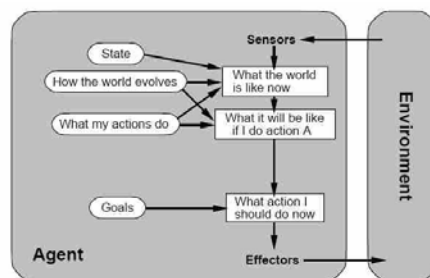 Sensors
State
How the world evolves
What the world
is like now
What my actions do
What it will be like
if I do action A
Goals
What action I
should do now
Agent
Effectors
Environment